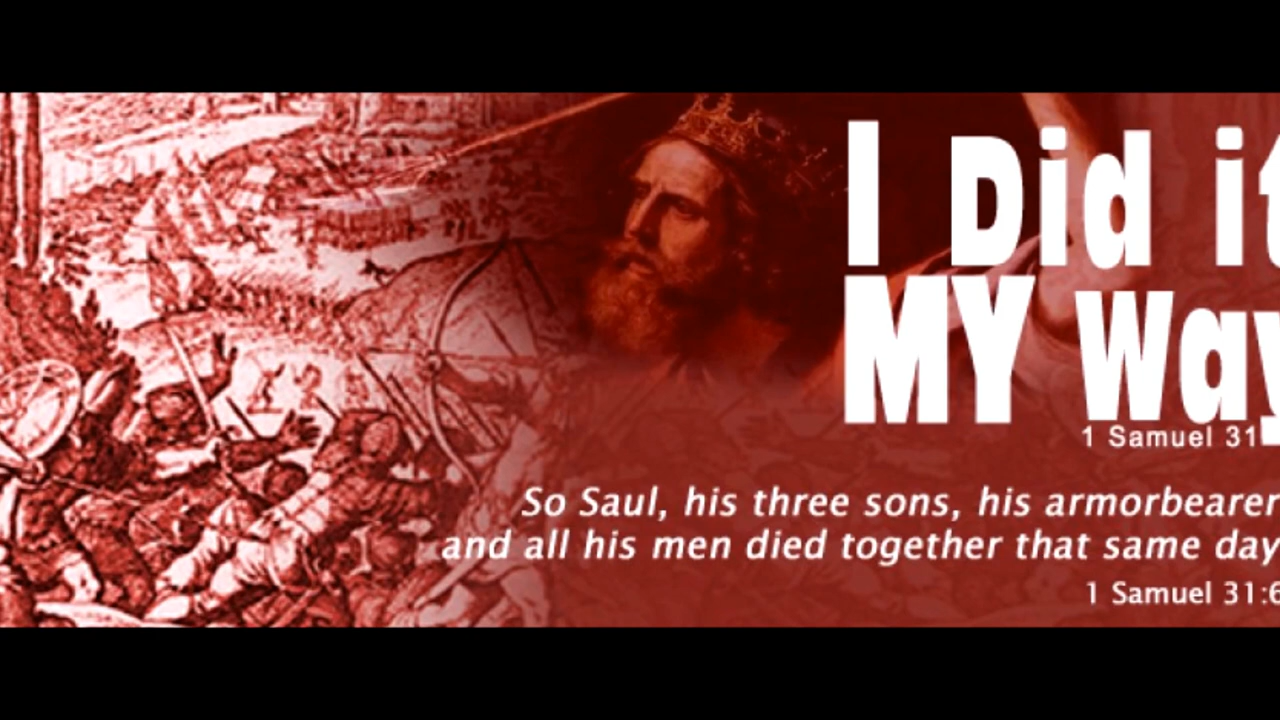 I Did it
MY Way
1 Samuel 31
So Saul, his three sons, his armorbearer
and all his men died together that same day
1 Samuel 31:6